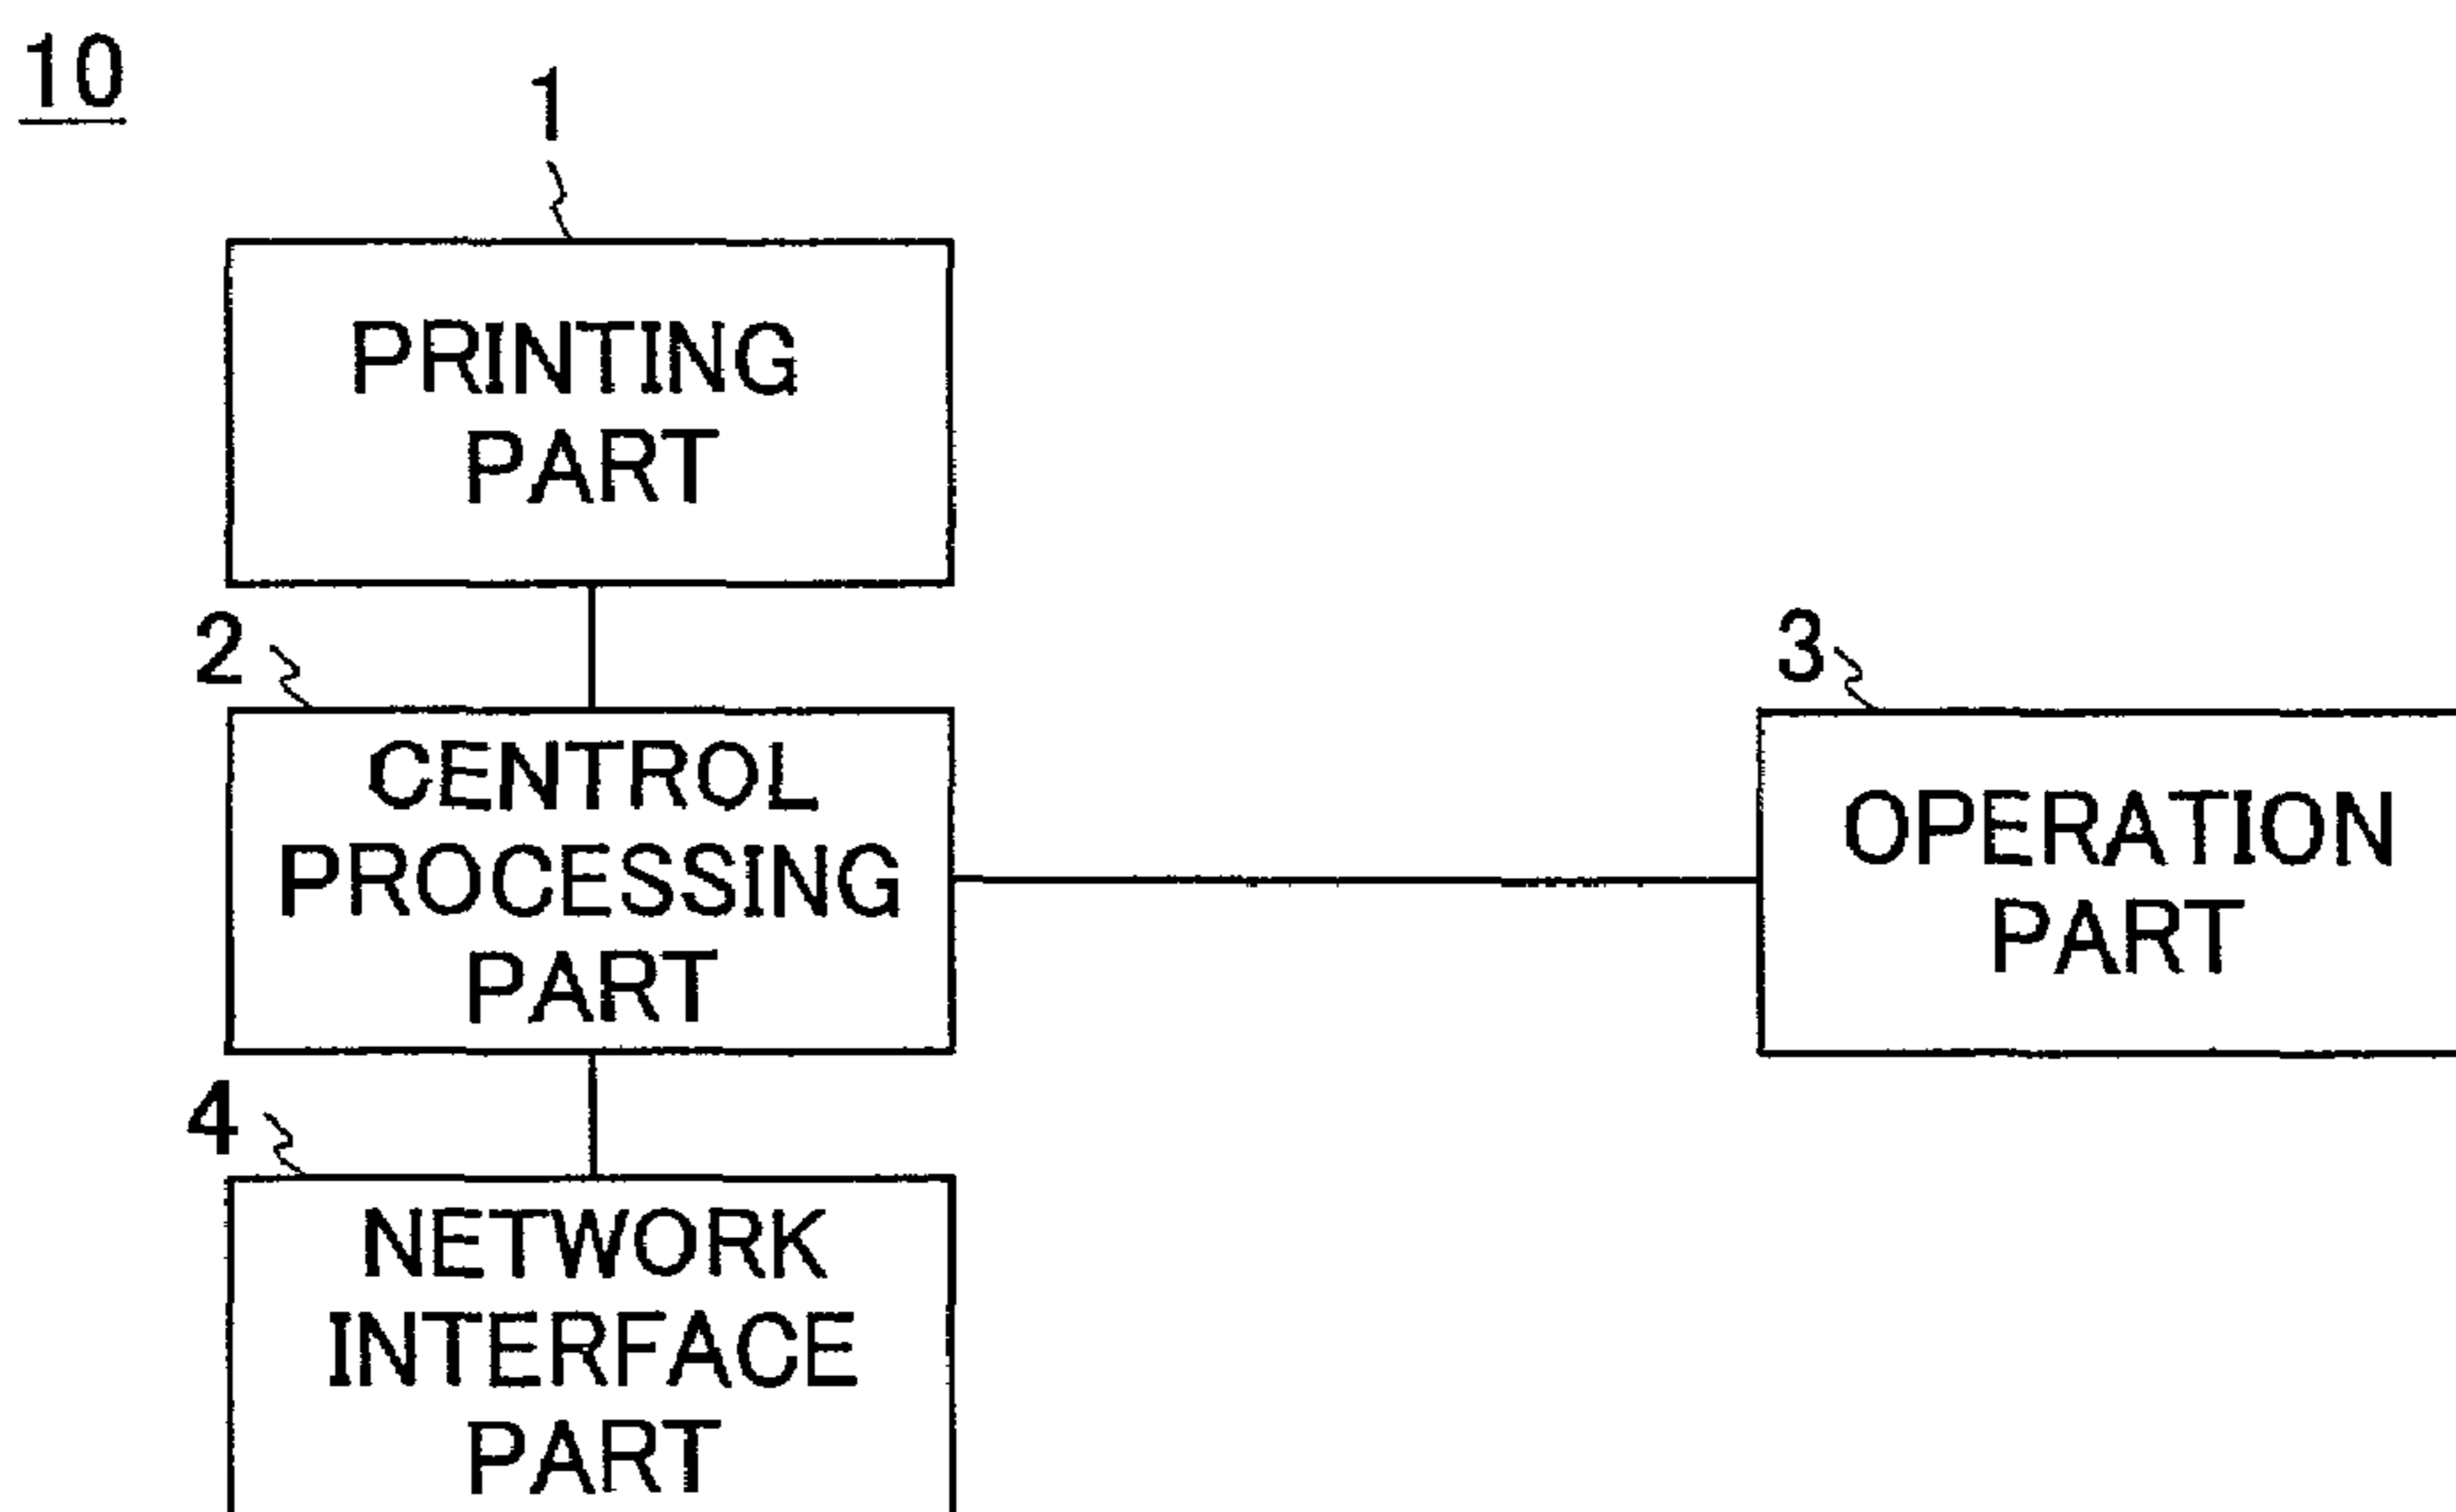 10
1
PRINTING
PART
2
CENTROL
PROCESSING
PART
3
OPERATION
PART
4
NETWORK
INTERFACE
PART